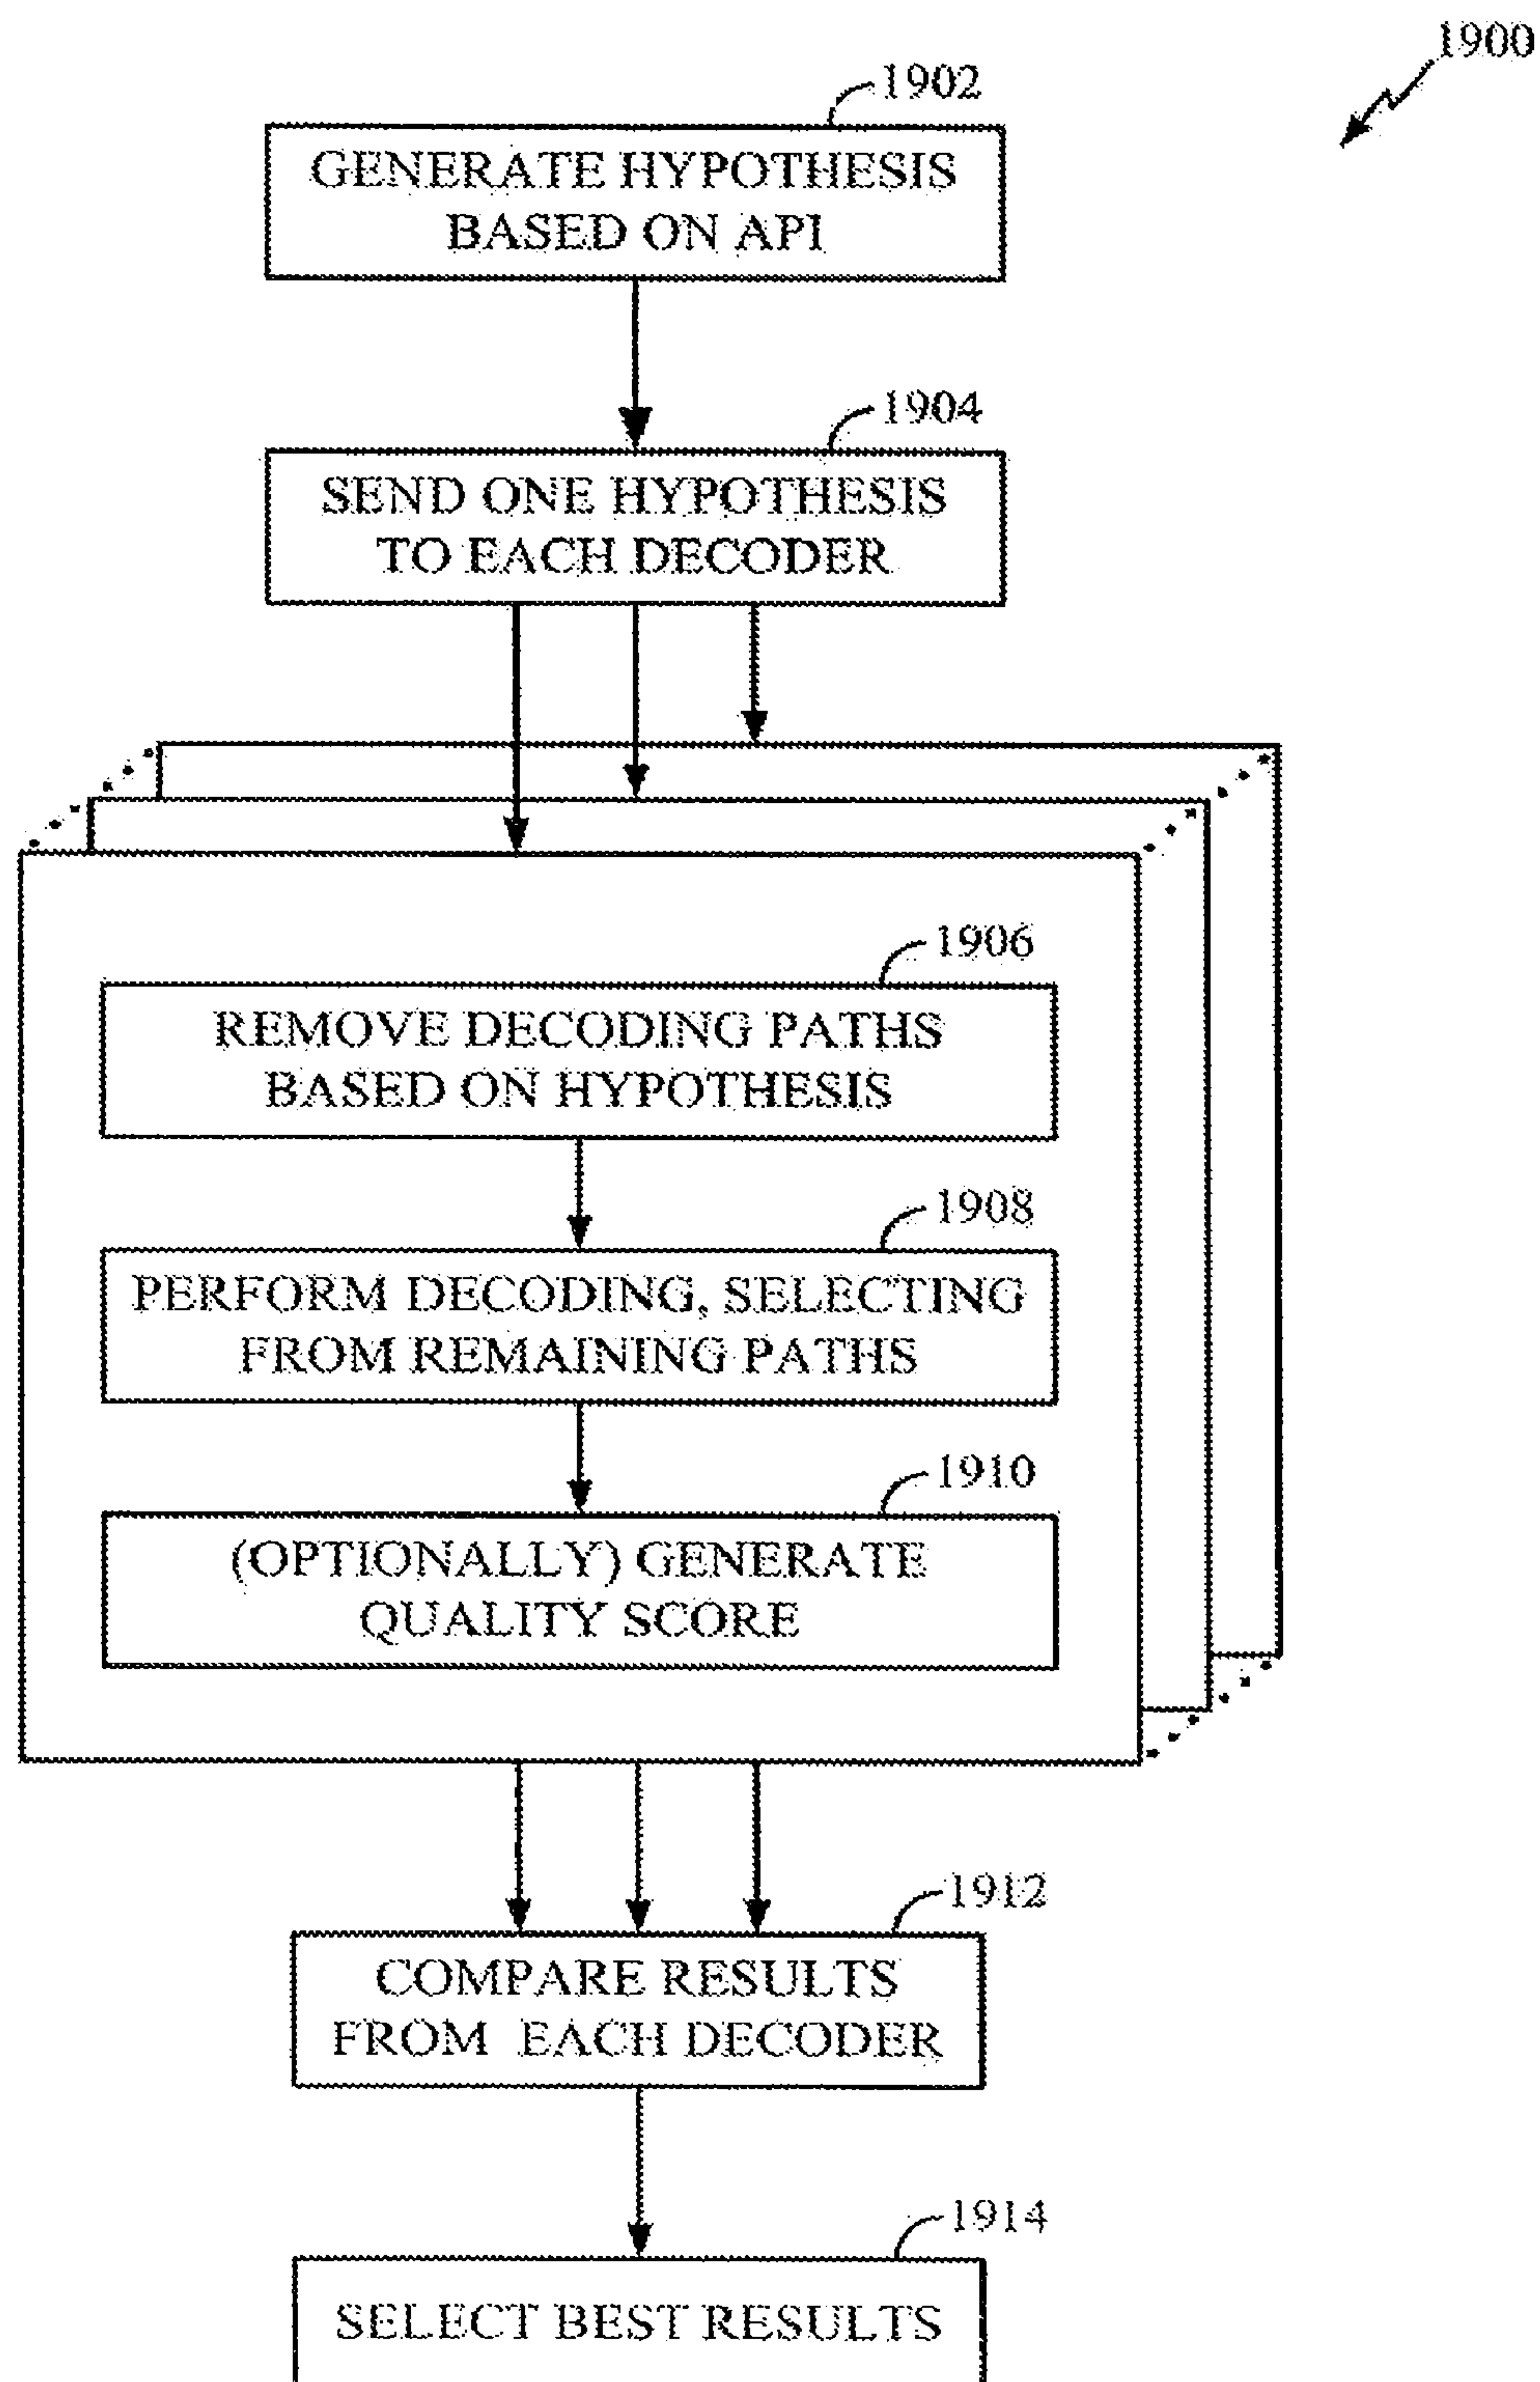 1900
1902
GENERATE HYPOTHESIS
BASED ON API
1904
SEND ONE HYPOTHESIS
TO EACH DECODER
1906
REMOVE DECODING PATHS
BASED ON HYPOTHESIS
1908
PERFORM DECODING, SELECTING
FROM REMAINING PATHS
1910
(OPTIONALLY) GENERATE
QUALITY SCORE
1912
COMPARE RESULTS
FROM EACH DECODER
1914
SELECT BEST RESULTS